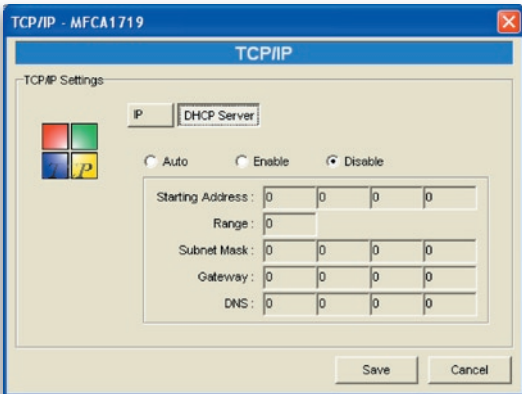 TCP/IP - MFCA1719
TCP/IP
TCP/IP Settings
IP DHCP Server
T P
Auto Enable Disable
Starting Address : 0 0 0 0
Range : 0
Subnet Mask : 0 0 0 0
Gateway : 0 0 0 0
DNS : 0 0 0 0
Save Cancel